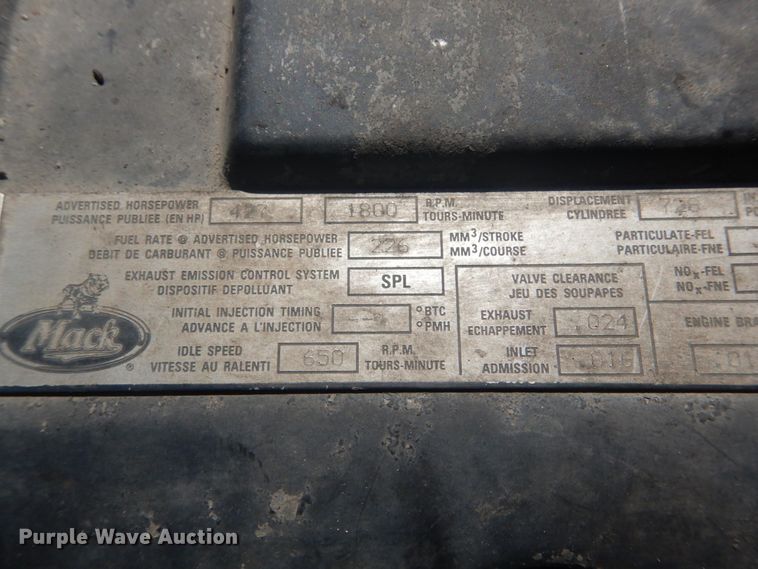 ADVERTISED HORSEPOWER 427 1800 R.P.M. DISPLACEMENT 728
PUISSANCE PUBLIEE (EN HP) TOURS-MINUTE CYLINDREE
FUEL RATE @ ADVERTISED HORSEPOWER 226 MM³/STROKE PARTICULATE-FEL
DEBIT DE CARBURANT @ PUISSANCE PUBLIEE MM³/COURSE PARTICULAIRE-FNE
EXHAUST EMISSION CONTROL SYSTEM SPL VALVE CLEARANCE NOx-FEL
DISPOSITIF DEPOLLUANT JEU DES SOUPAPES NOx-FNE
INITIAL INJECTION TIMING °BTC EXHAUST .024 ENGINE
ADVANCE A L'INJECTION °PMH ECHAPPEMENT
IDLE SPEED 650 R.P.M. INLET .016
VITESSE AU RALENTI TOURS-MINUTE ADMISSION
Mack ®
Purple Wave Auction